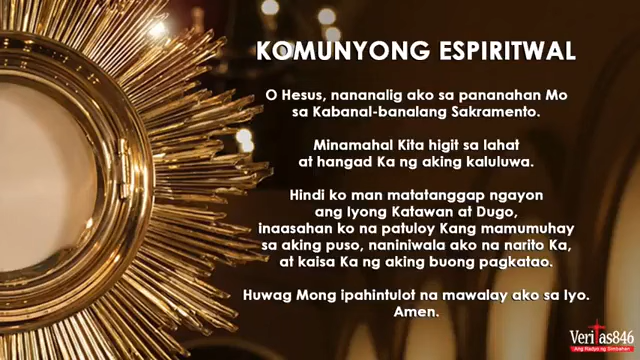 KOMUNYONG ESPIRITWAL
O Hesus, nananalig ako sa pananahan Mo
sa Kabanal-banalang Sakramento.
Minamahal Kita higit sa lahat
at hangad Ka ng aking kaluluwa.
Hindi ko man matatanggap ngayon
ang Iyong Katawan at Dugo,
inaasahan ko na patuloy Kang mamumuhay
sa aking puso, naniniwala ako na narito Ka,
at kaisa Ka ng aking buong pagkatao.
Huwag Mong ipahintulot na mawalay ako sa Iyo.
Amen.
Veritas846
Ang Radyo ng Simbahan